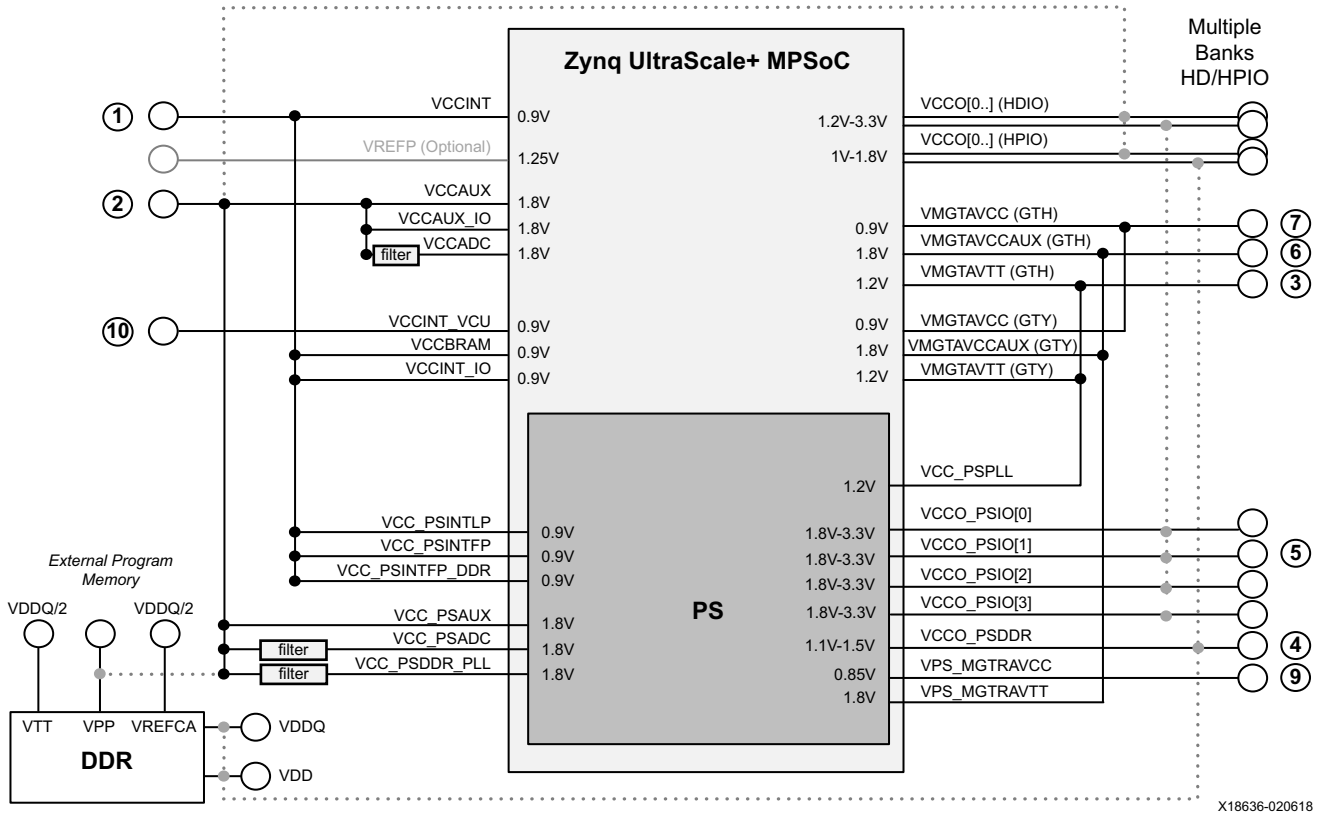 Multiple
Banks
HD/HPIO
Zynq UltraScale+ MPSoC
1
VCCINT
0.9V
VREFP (Optional)
1.25V
2
VCCAUX
1.8V
VCCAUX_IO
1.8V
filter
VCCADC
1.8V
10
VCCINT_VCU
0.9V
VCCBRAM
0.9V
VCCINT_IO
0.9V
VCCO[0..] (HDIO)
1.2V-3.3V
VCCO[0..] (HPIO)
1V-1.8V
VMGTAVCC (GTH)
0.9V
7
VMGTAVCCAUX (GTH)
1.8V
6
VMGTAVTT (GTH)
1.2V
3
VMGTAVCC (GTY)
0.9V
VMGTAVCCAUX (GTY)
1.8V
VMGTAVTT (GTY)
1.2V
PS
VCC_PSINTLP
0.9V
VCC_PSINTFP
0.9V
VCC_PSINTFP_DDR
0.9V
VCC_PSAUX
1.8V
filter
VCC_PSADC
1.8V
filter
VCC_PSDDR_PLL
1.8V
VCC_PSPLL
1.2V
VCCO_PSIO[0]
1.8V-3.3V
VCCO_PSIO[1]
1.8V-3.3V
5
VCCO_PSIO[2]
1.8V-3.3V
VCCO_PSIO[3]
1.8V-3.3V
VCCO_PSDDR
1.1V-1.5V
4
VPS_MGTRAVCC
0.85V
9
VPS_MGTRAVTT
1.8V
External Program
Memory
VDDQ/2
VDDQ/2
VTT
VPP
VREFCA
DDR
VDDQ
VDD
X18636-020618